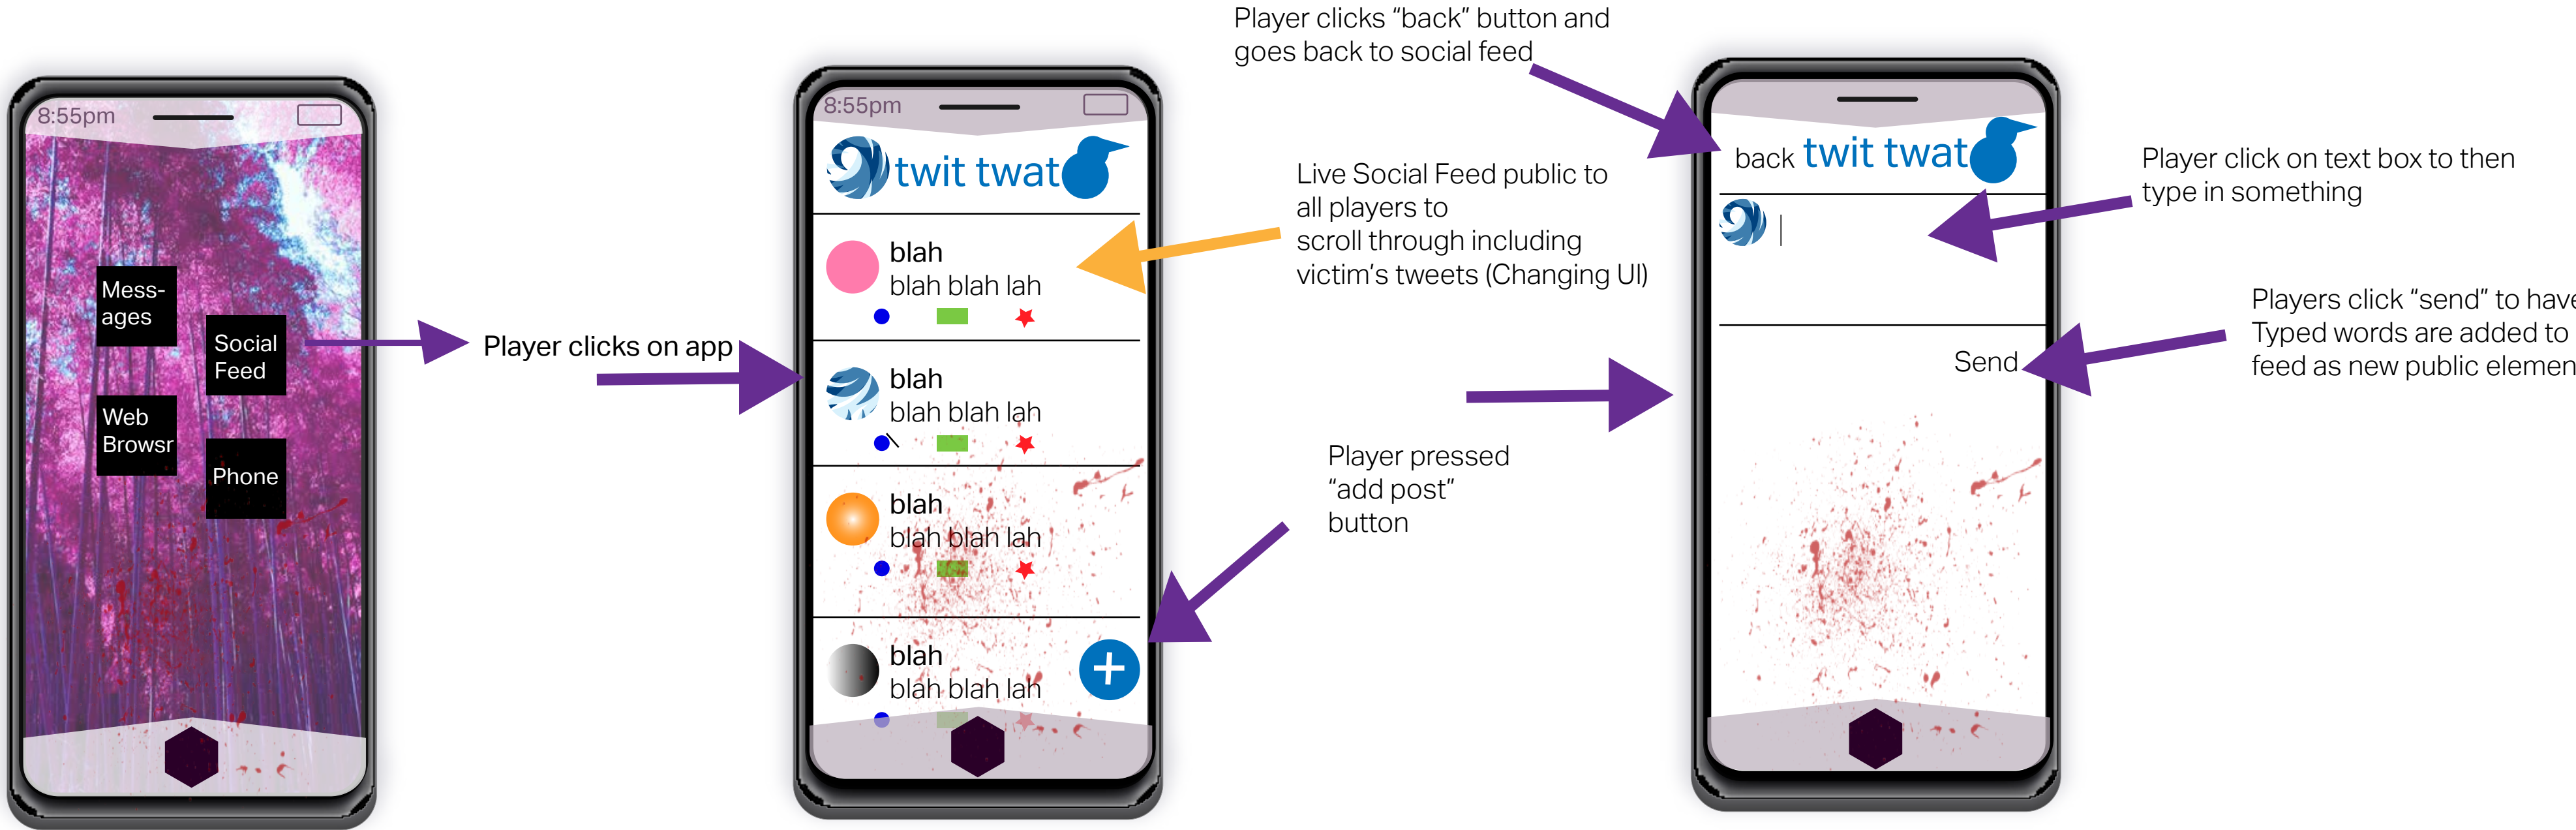 8:55pm
Mess-
ages
Social
Feed
Web
Browsr
Phone
Player clicks on app
8:55pm
twit twat
blah
blah blah lah
blah
blah blah lah
blah
blah blah lah
blah
blah blah lah
+
Player clicks “back” button and
goes back to social feed
Live Social Feed public to
all players to
scroll through including
victim’s tweets (Changing UI)
Player pressed
“add post”
button
back twit twat
Send
Player click on text box to then
type in something
Players click “send” to have
Typed words are added to
feed as new public elemen